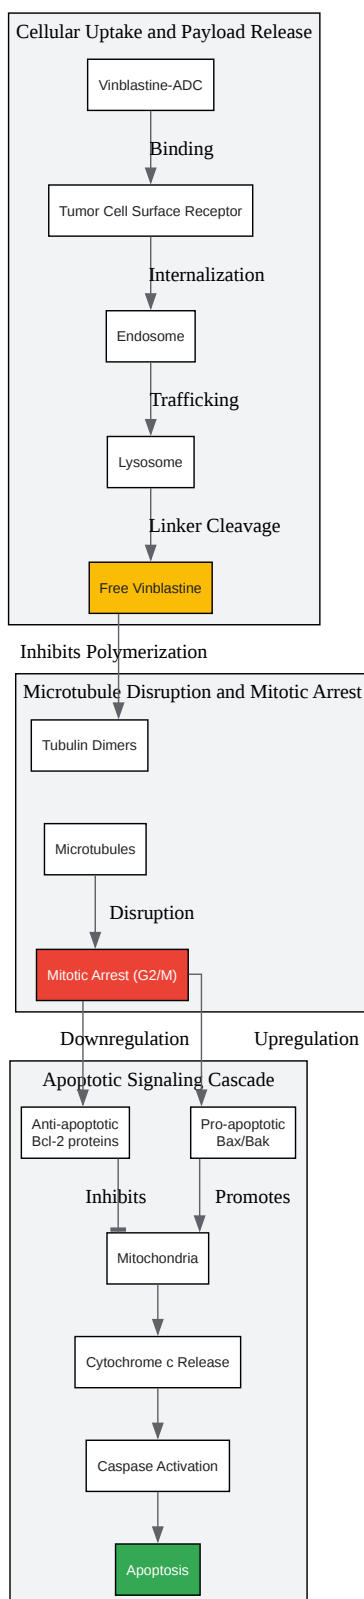 Cellular Uptake and Payload Release
Vinblastine-ADC
Binding
Tumor Cell Surface Receptor
Internalization
Endosome
Trafficking
Lysosome
Linker Cleavage
Free Vinblastine
Inhibits Polymerization
Microtubule Disruption and Mitotic Arrest
Tubulin Dimers
Microtubules
Disruption
Mitotic Arrest (G2/M)
Downregulation
Upregulation
Apoptotic Signaling Cascade
Anti-apoptotic
Bcl-2 proteins
Pro-apoptotic
Bax/Bak
Inhibits
Promotes
Mitochondria
Cytochrome c Release
Caspase Activation
Apoptosis